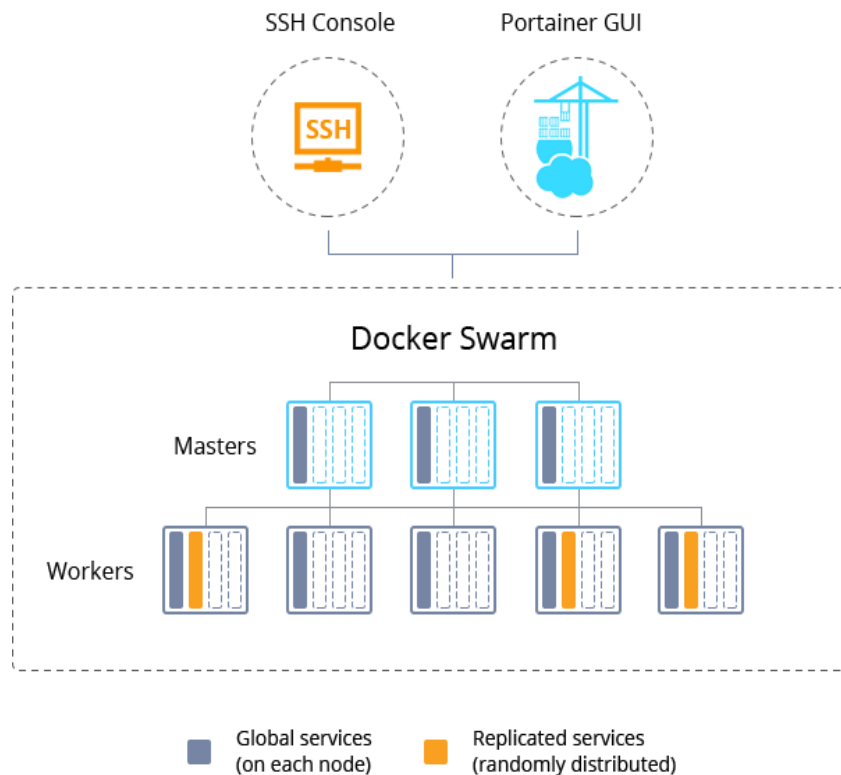 SSH Console
Portainer GUI
SSH
Docker Swarm
Masters
Workers
Global services
(on each node)
Replicated services
(randomly distributed)